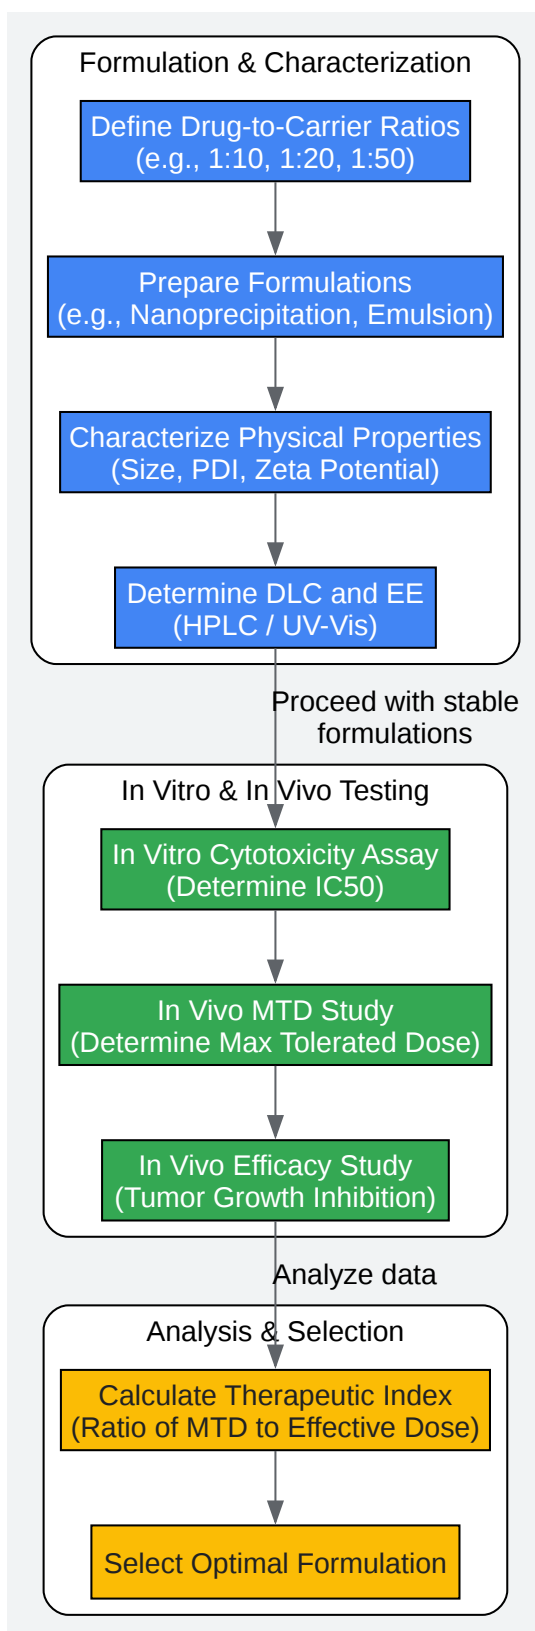 Formulation & Characterization
Define Drug-to-Carrier Ratios
(e.g., 1:10, 1:20, 1:50)
Prepare Formulations
(e.g., Nanoprecipitation, Emulsion)
Characterize Physical Properties
(Size, PDI, Zeta Potential)
Determine DLC and EE
(HPLC / UV-Vis)
Proceed with stable
formulations
In Vitro & In Vivo Testing
In Vitro Cytotoxicity Assay
(Determine IC50)
In Vivo MTD Study
(Determine Max Tolerated Dose)
In Vivo Efficacy Study
(Tumor Growth Inhibition)
Analyze data
Analysis & Selection
Calculate Therapeutic Index
(Ratio of MTD to Effective Dose)
Select Optimal Formulation